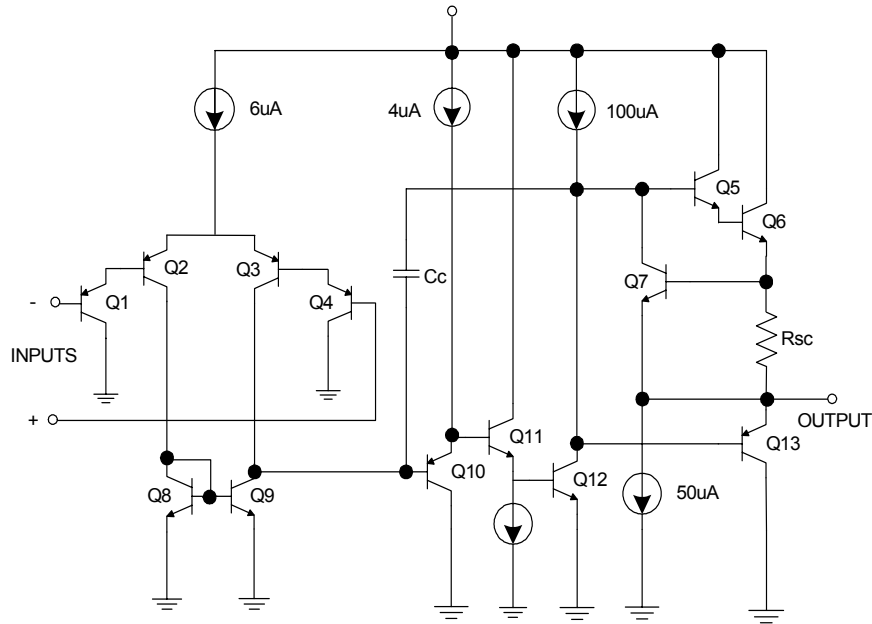 6uA
4uA
100uA
Q5
Q6
Q2
Q3
Cc
Q7
-
Q1
Q4
Rsc
INPUTS
+
OUTPUT
Q11
Q13
Q10
Q12
Q8
Q9
50uA